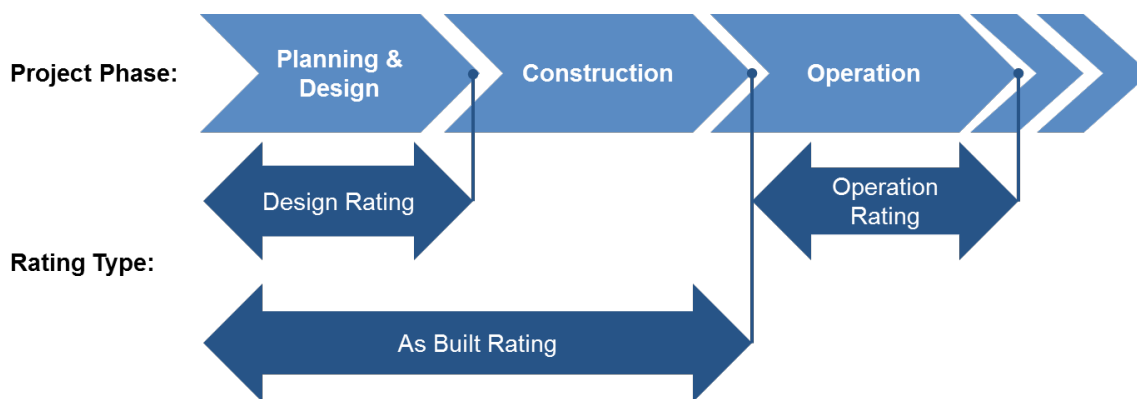 Project Phase:
Planning &
Design
Construction
Operation
Design Rating
Operation
Rating
Rating Type:
As Built Rating